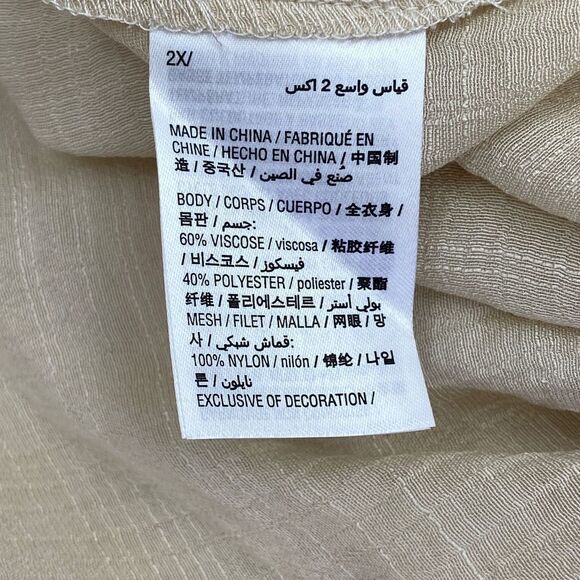 2X/
قياس واسع 2 اكس
MADE IN CHINA / FABRIQUÉ EN
CHINE / HECHO EN CHINA / 中国制
造 / 중국산 / صُنع في الصين /
BODY / CORPS / CUERPO / 全衣身 /
몸판 / جسم:
60% VISCOSE / viscosa / 粘胶纤维
/ 비스코스 / فيسكوز /
40% POLYESTER / poliester / 聚酯
纤维 / 폴리에스테르 / بولي أستر /
MESH / FILET / MALLA / 网眼 / 망
사 / قماش شبكي:
100% NYLON / nilón / 锦纶 / 나일
론 / نايلون /
EXCLUSIVE OF DECORATION /